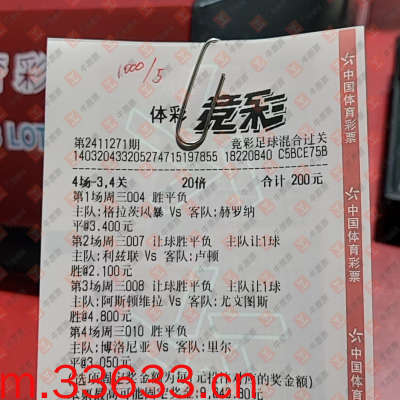 1000/5
体彩 竞彩
第2411271期 竞彩足球混合过关
140320433205274715197855 18220840 C5BCE75B
4场-3,4关 20倍 合计 200元
第1场周三004 胜平负
主队:格拉茨风暴 Vs 客队:赫罗纳
平@3.400元
第2场周三007 让球胜平负 主队让1球
主队:利兹联 Vs 客队:卢顿
胜@2.100元
第3场周三008 让球胜平负 主队让1球
主队:阿斯顿维拉 Vs 客队:尤文图斯
胜@4.800元
第4场周三010 胜平负
主队:博洛尼亚 Vs 客队:里尔
平@3.050元
m.33633.cn
中国体育彩票
中国体育彩票